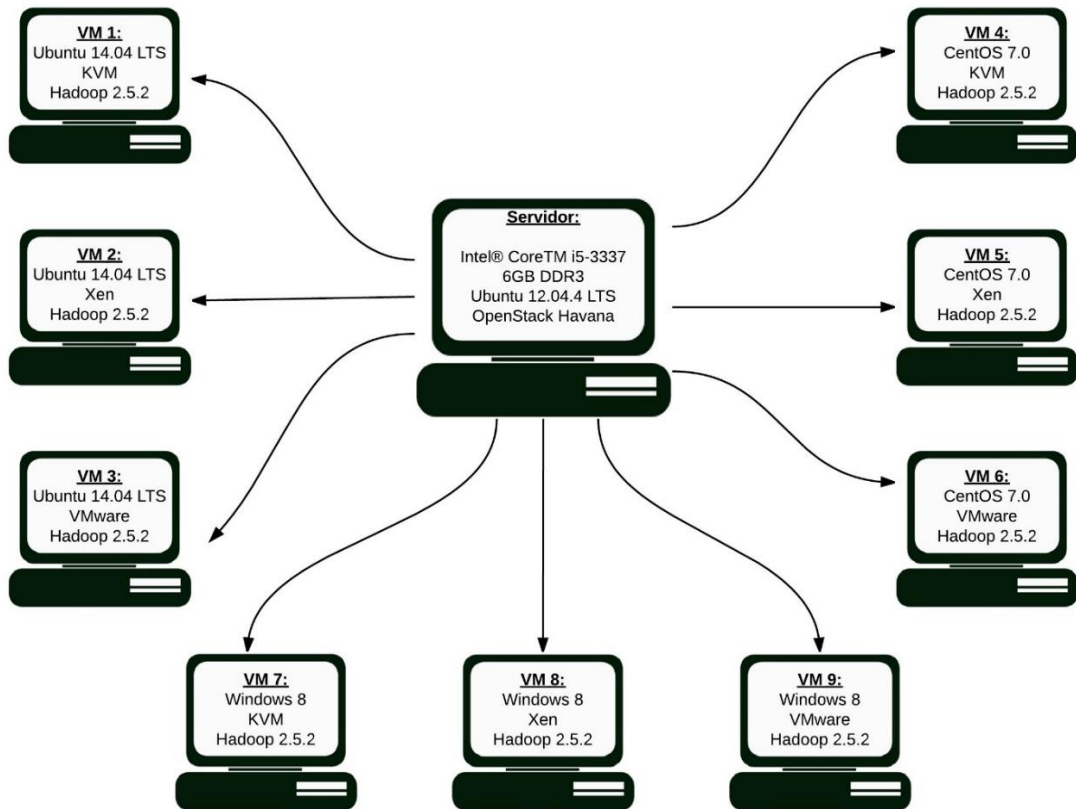 VM 1:
Ubuntu 14.04 LTS
KVM
Hadoop 2.5.2
VM 4:
CentOS 7.0
KVM
Hadoop 2.5.2
Servidor:
Intel® CoreTM i5-3337
6GB DDR3
Ubuntu 12.04.4 LTS
OpenStack Havana
VM 2:
Ubuntu 14.04 LTS
Xen
Hadoop 2.5.2
VM 5:
CentOS 7.0
Xen
Hadoop 2.5.2
VM 3:
Ubuntu 14.04 LTS
VMware
Hadoop 2.5.2
VM 6:
CentOS 7.0
VMware
Hadoop 2.5.2
VM 7:
Windows 8
KVM
Hadoop 2.5.2
VM 8:
Windows 8
Xen
Hadoop 2.5.2
VM 9:
Windows 8
VMware
Hadoop 2.5.2